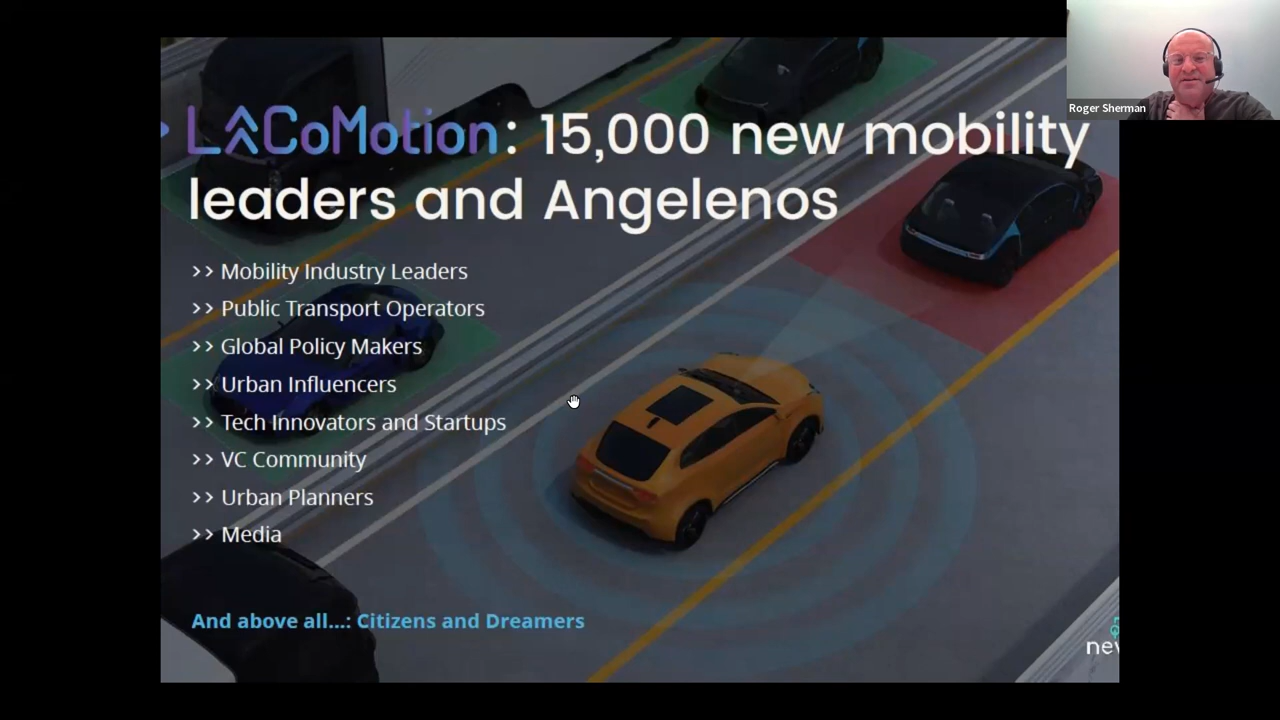 LACoMotion: 15,000 new mobility
leaders and Angelenos
>> Mobility Industry Leaders
>> Public Transport Operators
>> Global Policy Makers
>> Urban Influencers
>> Tech Innovators and Startups
>> VC Community
>> Urban Planners
>> Media
And above all...: Citizens and Dreamers
Roger Sherman